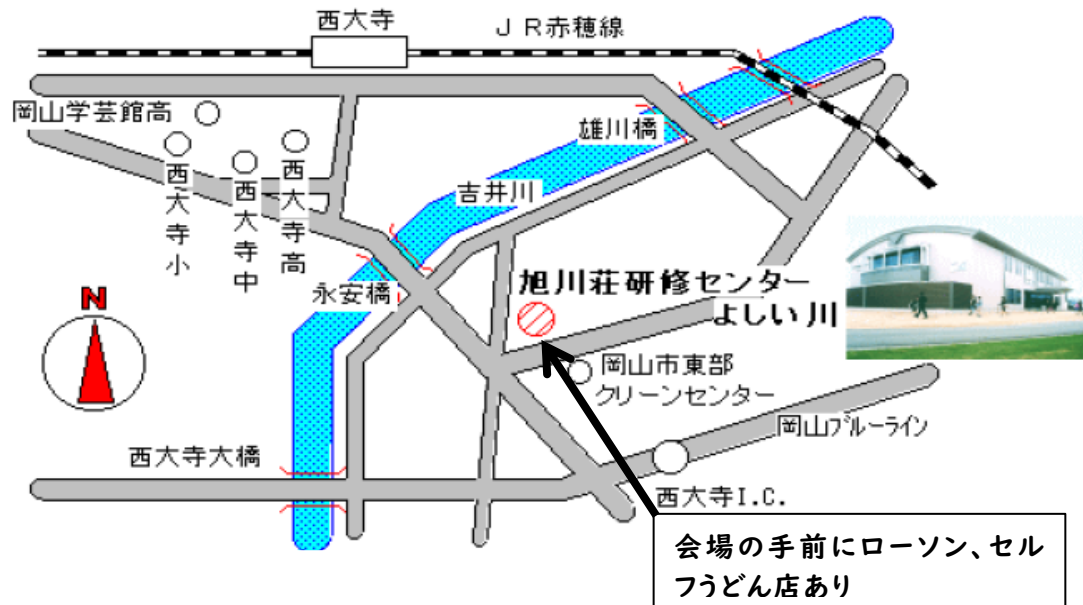 西大寺
JR赤穂線
岡山学芸館高
西大寺小
西大寺中
西大寺高
雄川橋
吉井川
永安橋
N
旭川荘研修センター
よしい川
岡山市東部
クリーンセンター
岡山ブルーライン
西大寺大橋
西大寺I.C.
会場の手前にローソン、セル
フうどん店あり